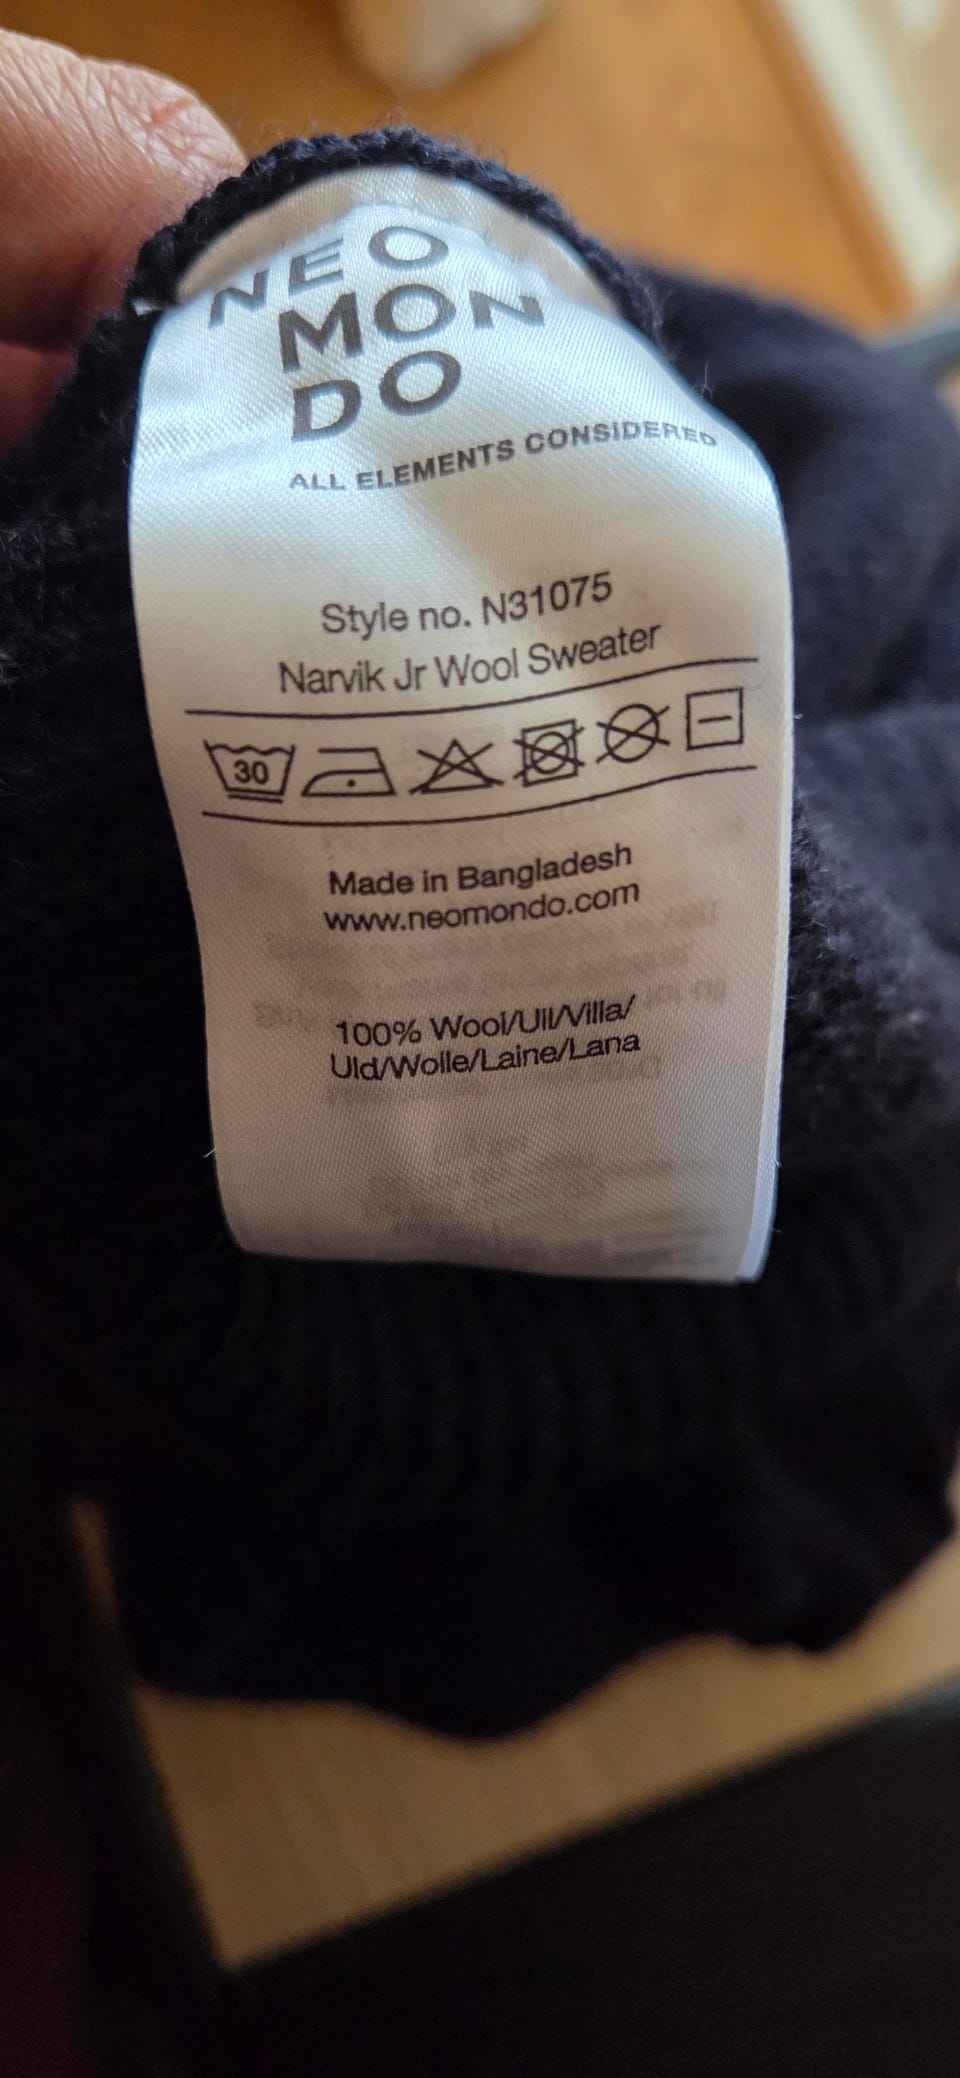 NEO
MON
DO
ALL ELEMENTS CONSIDERED
Style no. N31075
Narvik Jr Wool Sweater
30
Made in Bangladesh
www.neomondo.com
100% Wool/Ull/Villa/
Uld/Wolle/Laine/Lana